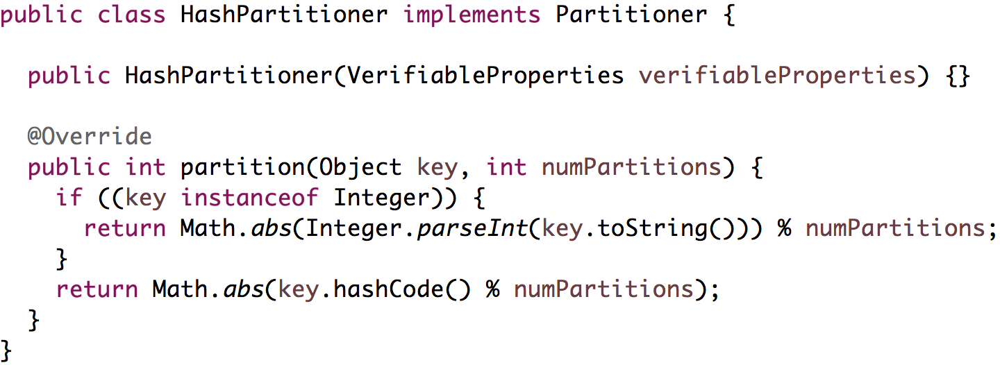 public class HashPartitioner implements Partitioner {
public HashPartitioner(VerifiableProperties verifiableProperties) {}
@Override
public int partition(Object key, int numPartitions) {
if ((key instanceof Integer)) {
return Math.abs(Integer.parseInt(key.toString())) % numPartitions;
}
return Math.abs(key.hashCode() % numPartitions);
}
}